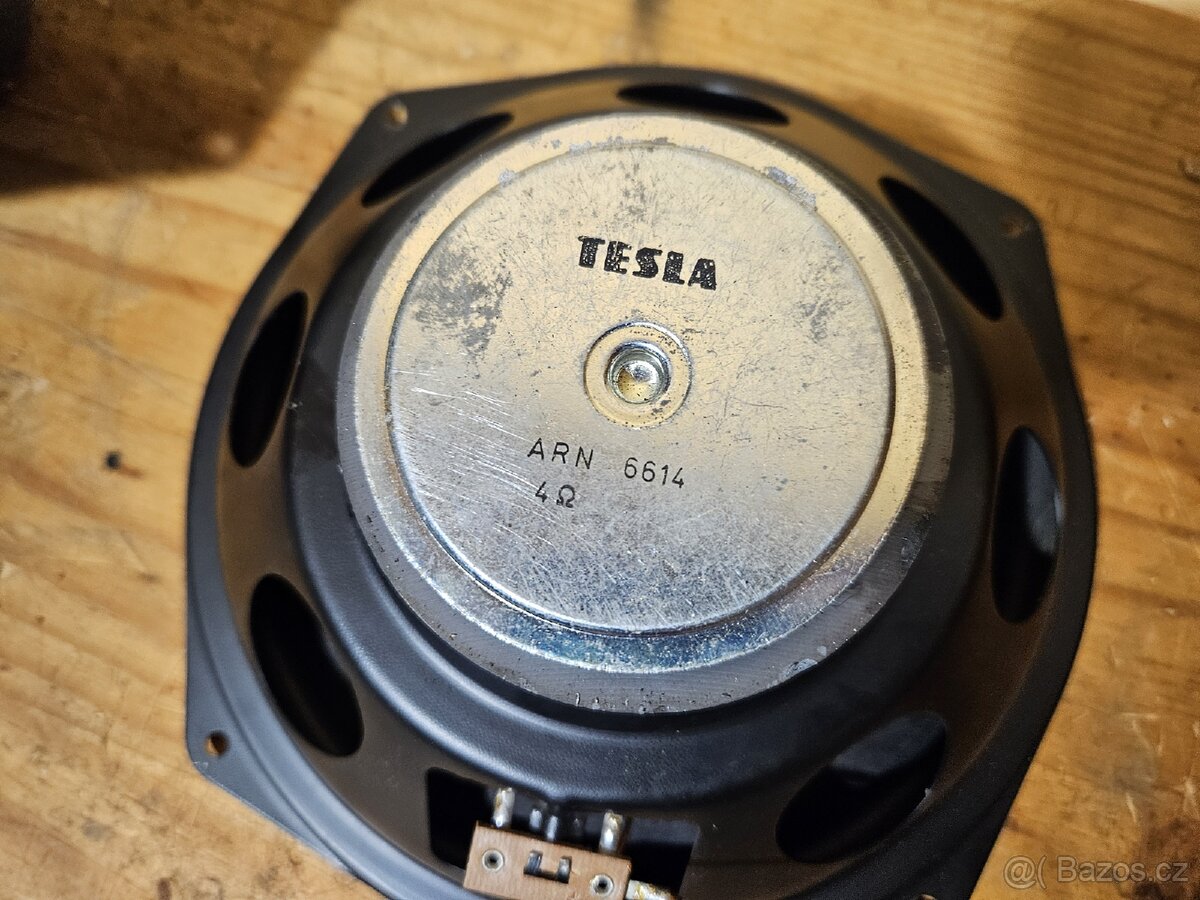 TESLA
ARN 6614
4Ω
@( Bazos.cz